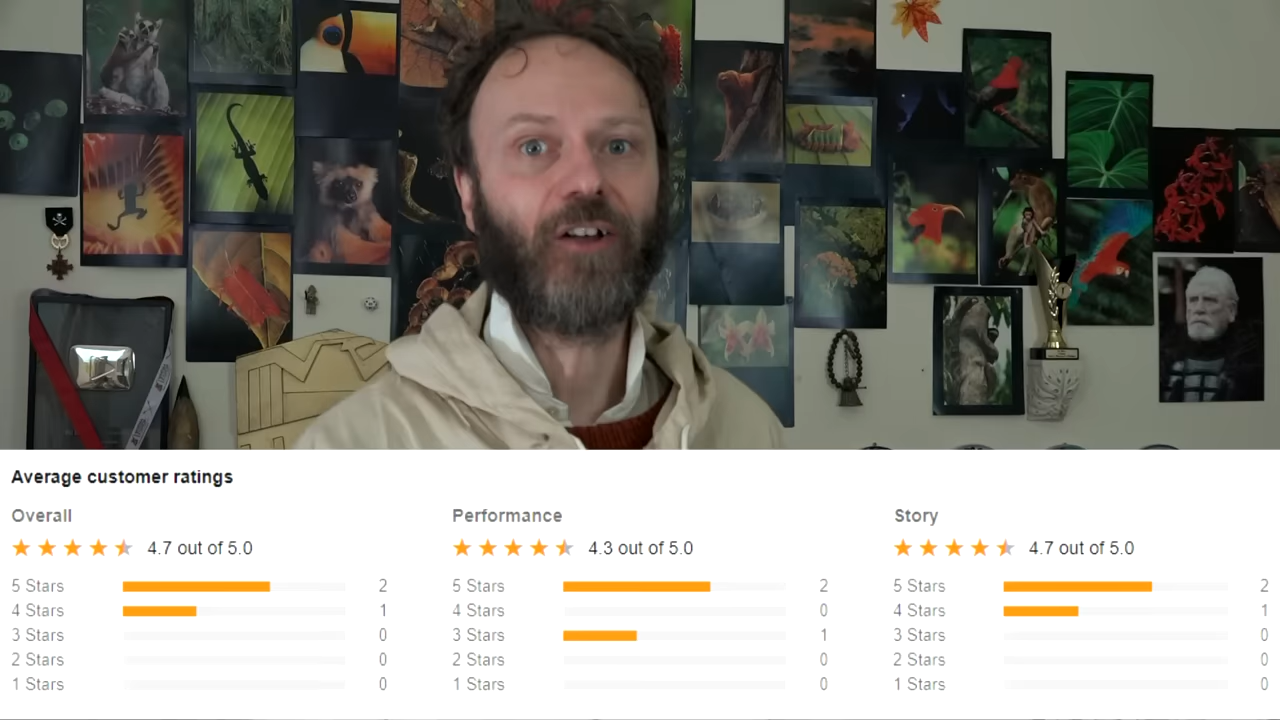 Average customer ratings
Overall Performance Story
4.7 out of 5.0 4.3 out of 5.0 4.7 out of 5.0
5 Stars 2 5 Stars 2 5 Stars 2
4 Stars 1 4 Stars 0 4 Stars 1
3 Stars 0 3 Stars 1 3 Stars 0
2 Stars 0 2 Stars 0 2 Stars 0
1 Stars 0 1 Stars 0 1 Stars 0